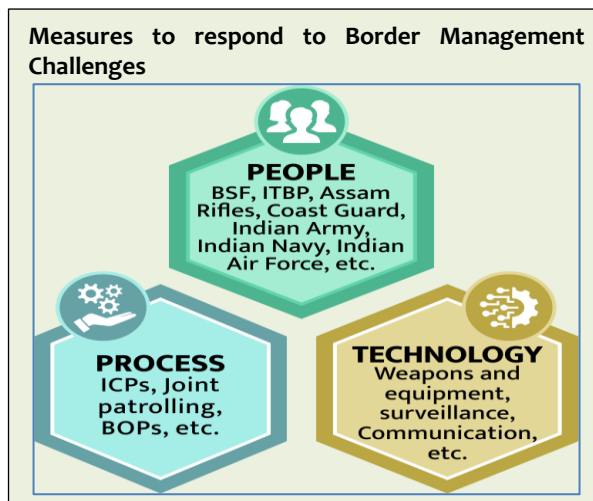 Measures to respond to Border Management
Challenges
PEOPLE
BSF, ITBP, Assam
Rifles, Coast Guard,
Indian Army,
Indian Navy, Indian
Air Force, etc.
PROCESS
ICPs, Joint
patrolling,
BOPs, etc.
TECHNOLOGY
Weapons and
equipment,
surveillance,
Communication,
etc.